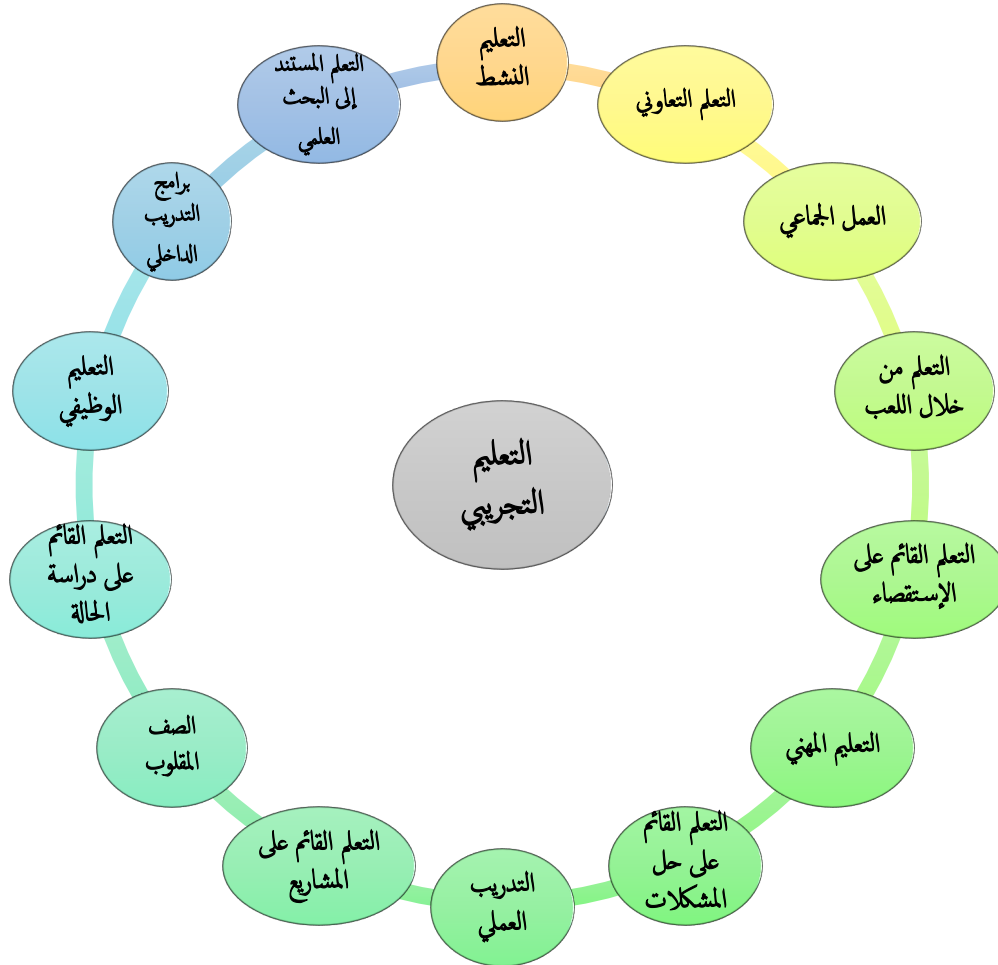 التعليم
النشط
التعلم التعاوني
العمل الجماعي
التعلم من
خلال اللعب
التعلم القائم على
الإستقصاء
التعليم المهني
التعلم القائم
على حل
المشكلات
التدريب
العملي
التعلم القائم على
المشاريع
الصف
المقلوب
التعلم القائم
على دراسة
الحالة
التعليم
الوظيفي
برامج
التدريب
الداخلي
التعلم المستند
إلى البحث
العلمي
التعليم
التجريبي